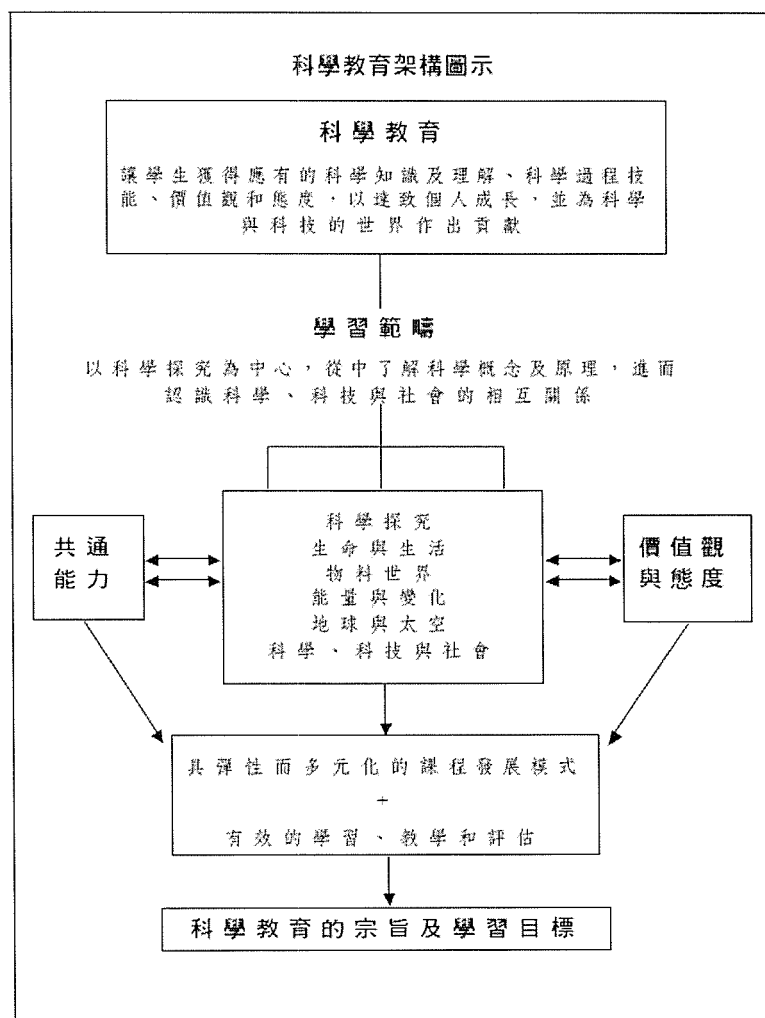 科學教育架構圖示
科學教育
讓學生獲得應有的科學知識及理解、科學過程技
能、價值觀和態度，以達致個人成長，並為科學
與科技的世界作出貢獻
學習範疇
以科學探究為中心，從中了解科學概念及原理，進而
認識科學、科技與社會的相互關係
共通
能力
科學探究
生命與生活
物料世界
能量與變化
地球與太空
科學、科技與社會
價值觀
與態度
具彈性而多元化的課程發展模式
+
有效的學習、教學和評估
科學教育的宗旨及學習目標